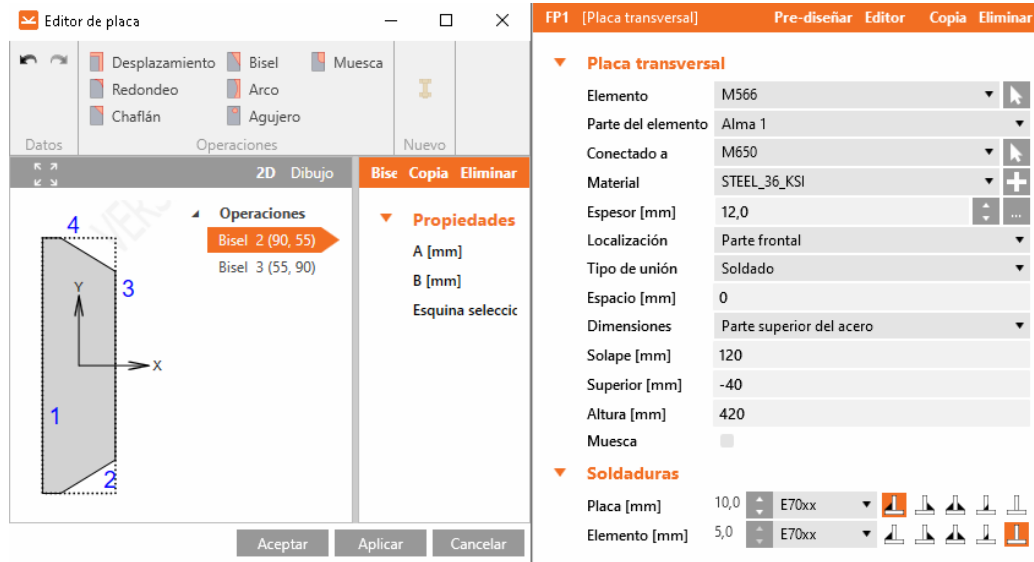 Editor de placa
Desplazamiento
Bisel
Muesca
Redondeo
Arco
Chaflán
Agujero
Datos
Operaciones
Nuevo
2D Dibujo
Bise Copia Eliminar
4
3
Y
X
1
2
Operaciones
Bisel 2 (90, 55)
Bisel 3 (55, 90)
Propiedades
A [mm]
B [mm]
Esquina seleccic
Aceptar
Aplicar
Cancelar
FP1 [Placa transversal] Pre-diseñar Editor Copia Eliminar
Placa transversal
Elemento M566
Parte del elemento Alma 1
Conectado a M650
Material STEEL_36_KSI
Espesor [mm] 12,0 ...
Localización Parte frontal
Tipo de unión Soldado
Espacio [mm] 0
Dimensiones Parte superior del acero
Solape [mm] 120
Superior [mm] -40
Altura [mm] 420
Muesca
Soldaduras
Placa [mm] 10,0 E70xx
Elemento [mm] 5,0 E70xx